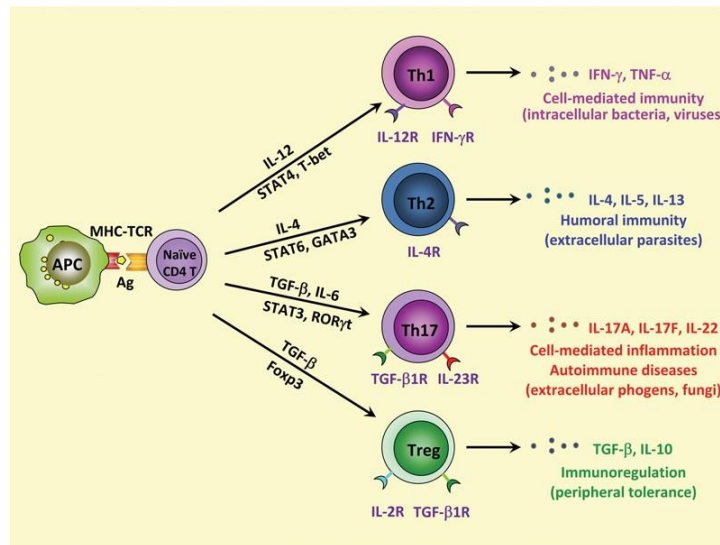 Th1
IFN-γ, TNF-α
Cell-mediated immunity
(intracellular bacteria, viruses
IL-12R IFN-γR
IL-12
STAT4, T-bet
Th2
IL-4, IL-5, IL-13
Humoral immunity
(extracellular parasites)
IL-4R
IL-4
STAT6, GATA3
MHC-TCR
APC
Naïve
CD4 T
Ag
TGF-β, IL-6
STAT3, RORγt
Th17
IL-17A, IL-17F, IL-22
Cell-mediated inflammation
Autoimmune diseases
(extracellular phogens, fungi)
TGF-β1R IL-23R
TGF-β
Foxp3
Treg
TGF-β, IL-10
Immunoregulation
(peripheral tolerance)
IL-2R TGF-β1R